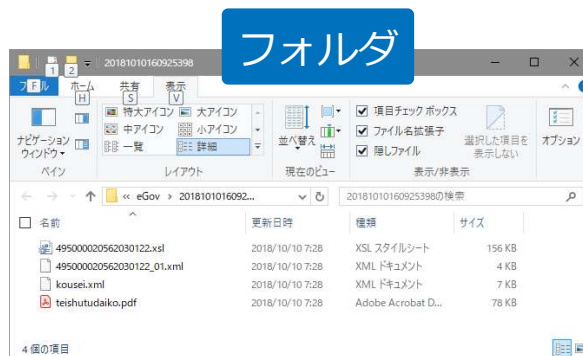 フォルダ
1 2 20181010160925398
ファイル ホーム 共有 表示
F H S V
特大アイコン 大アイコン
中アイコン 小アイコン
一覧 詳細
ナビゲーション ウィンドウ
並べ替え
項目チェック ボックス
ファイル名拡張子
隠しファイル
選択した項目を 表示しない
オプション
ペイン レイアウト 現在のビュー 表示/非表示
« eGov › 2018101016092... 20181010160925398の検索
名前 更新日時 種類 サイズ
495000020562030122.xsl 2018/10/10 7:28 XSL スタイルシート 156 KB
495000020562030122_01.xml 2018/10/10 7:28 XML ドキュメント 4 KB
kousei.xml 2018/10/10 7:28 XML ドキュメント 7 KB
teishutudaiko.pdf 2018/10/10 7:28 Adobe Acrobat D... 78 KB
4 個の項目